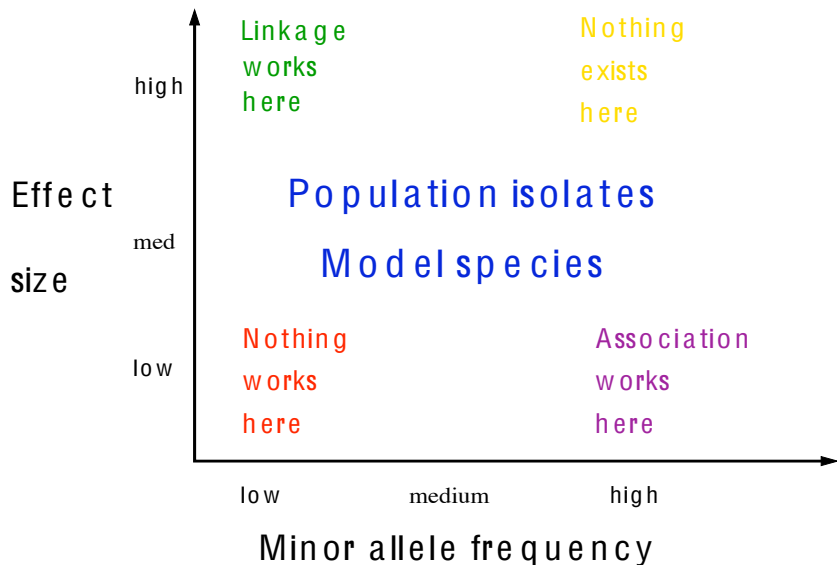 Linkage
works
here
Nothing
exists
here
high
Effect
size
Population isolates
Model species
med
low
Nothing
works
here
Association
works
here
low
medium
high
Minor allele frequency